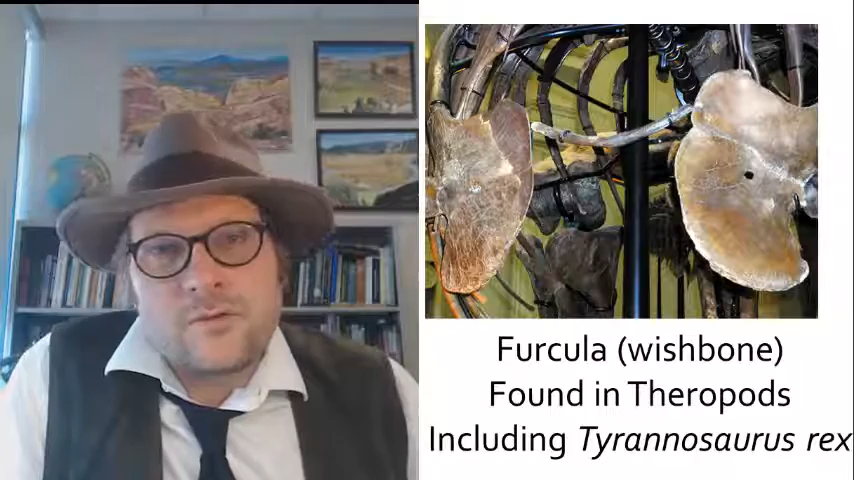 Furcula (wishbone)
Found in Theropods
Including Tyrannosaurus rex